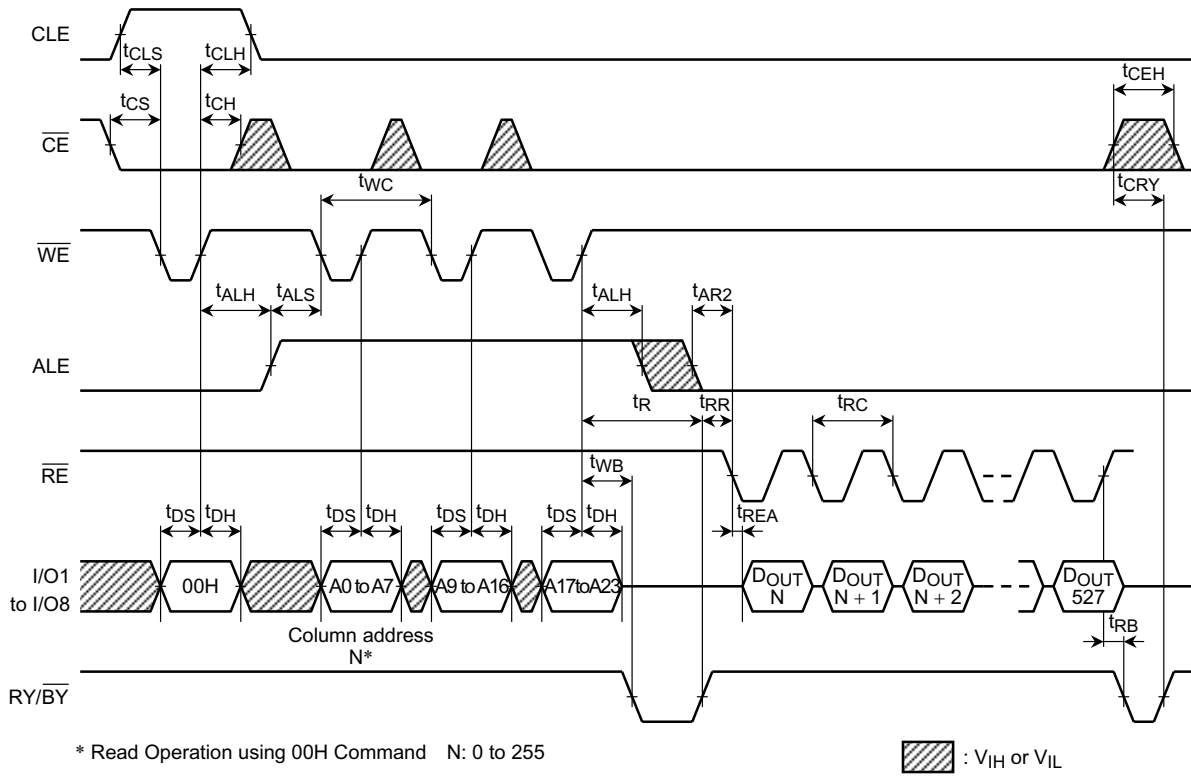 CLE
tCLS
tCLH
tCEH
tCS
tCH
CE
tWC
tCRY
WE
tALH
tALS
tALH
tAR2
ALE
tR
tRR
tRC
RE
tWB
tDS
tDH
tDS
tDH
tDS
tDH
tDS
tDH
tREA
I/O1
to I/O8
00H
A0 to A7
A9 to A16
A17toA23
DOUT
N
DOUT
N + 1
DOUT
N + 2
DOUT
527
Column address
N*
tRB
RY/BY
* Read Operation using 00H Command N: 0 to 255
: VIH or VIL